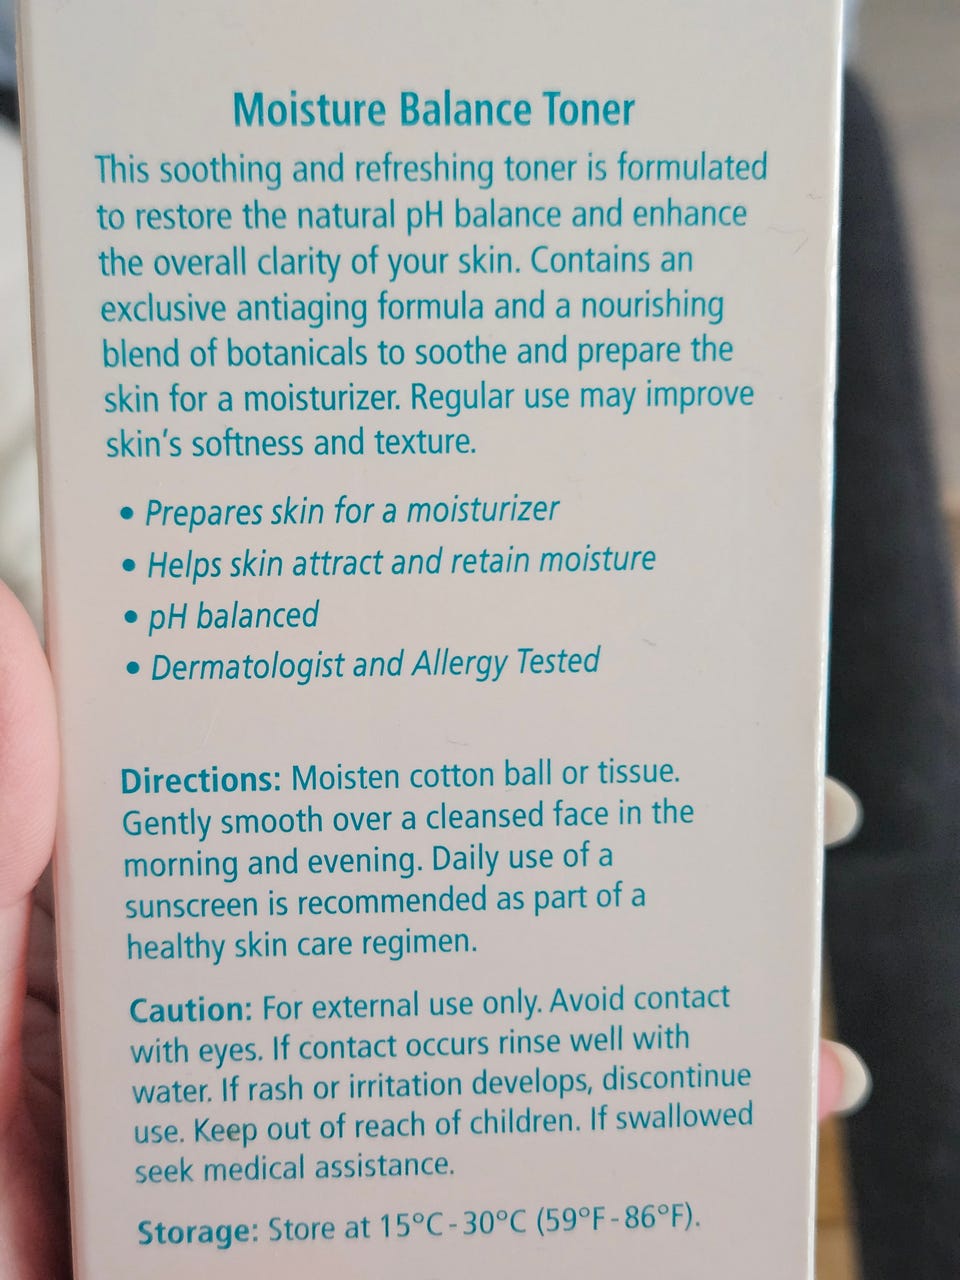 Moisture Balance Toner
This soothing and refreshing toner is formulated
to restore the natural pH balance and enhance
the overall clarity of your skin. Contains an
exclusive antiaging formula and a nourishing
blend of botanicals to soothe and prepare the
skin for a moisturizer. Regular use may improve
skin's softness and texture.
• Prepares skin for a moisturizer
• Helps skin attract and retain moisture
• pH balanced
• Dermatologist and Allergy Tested
Directions: Moisten cotton ball or tissue.
Gently smooth over a cleansed face in the
morning and evening. Daily use of a
sunscreen is recommended as part of a
healthy skin care regimen.
Caution: For external use only. Avoid contact
with eyes. If contact occurs rinse well with
water. If rash or irritation develops, discontinue
use. Keep out of reach of children. If swallowed
seek medical assistance.
Storage: Store at 15°C-30°C (59°F-86°F).